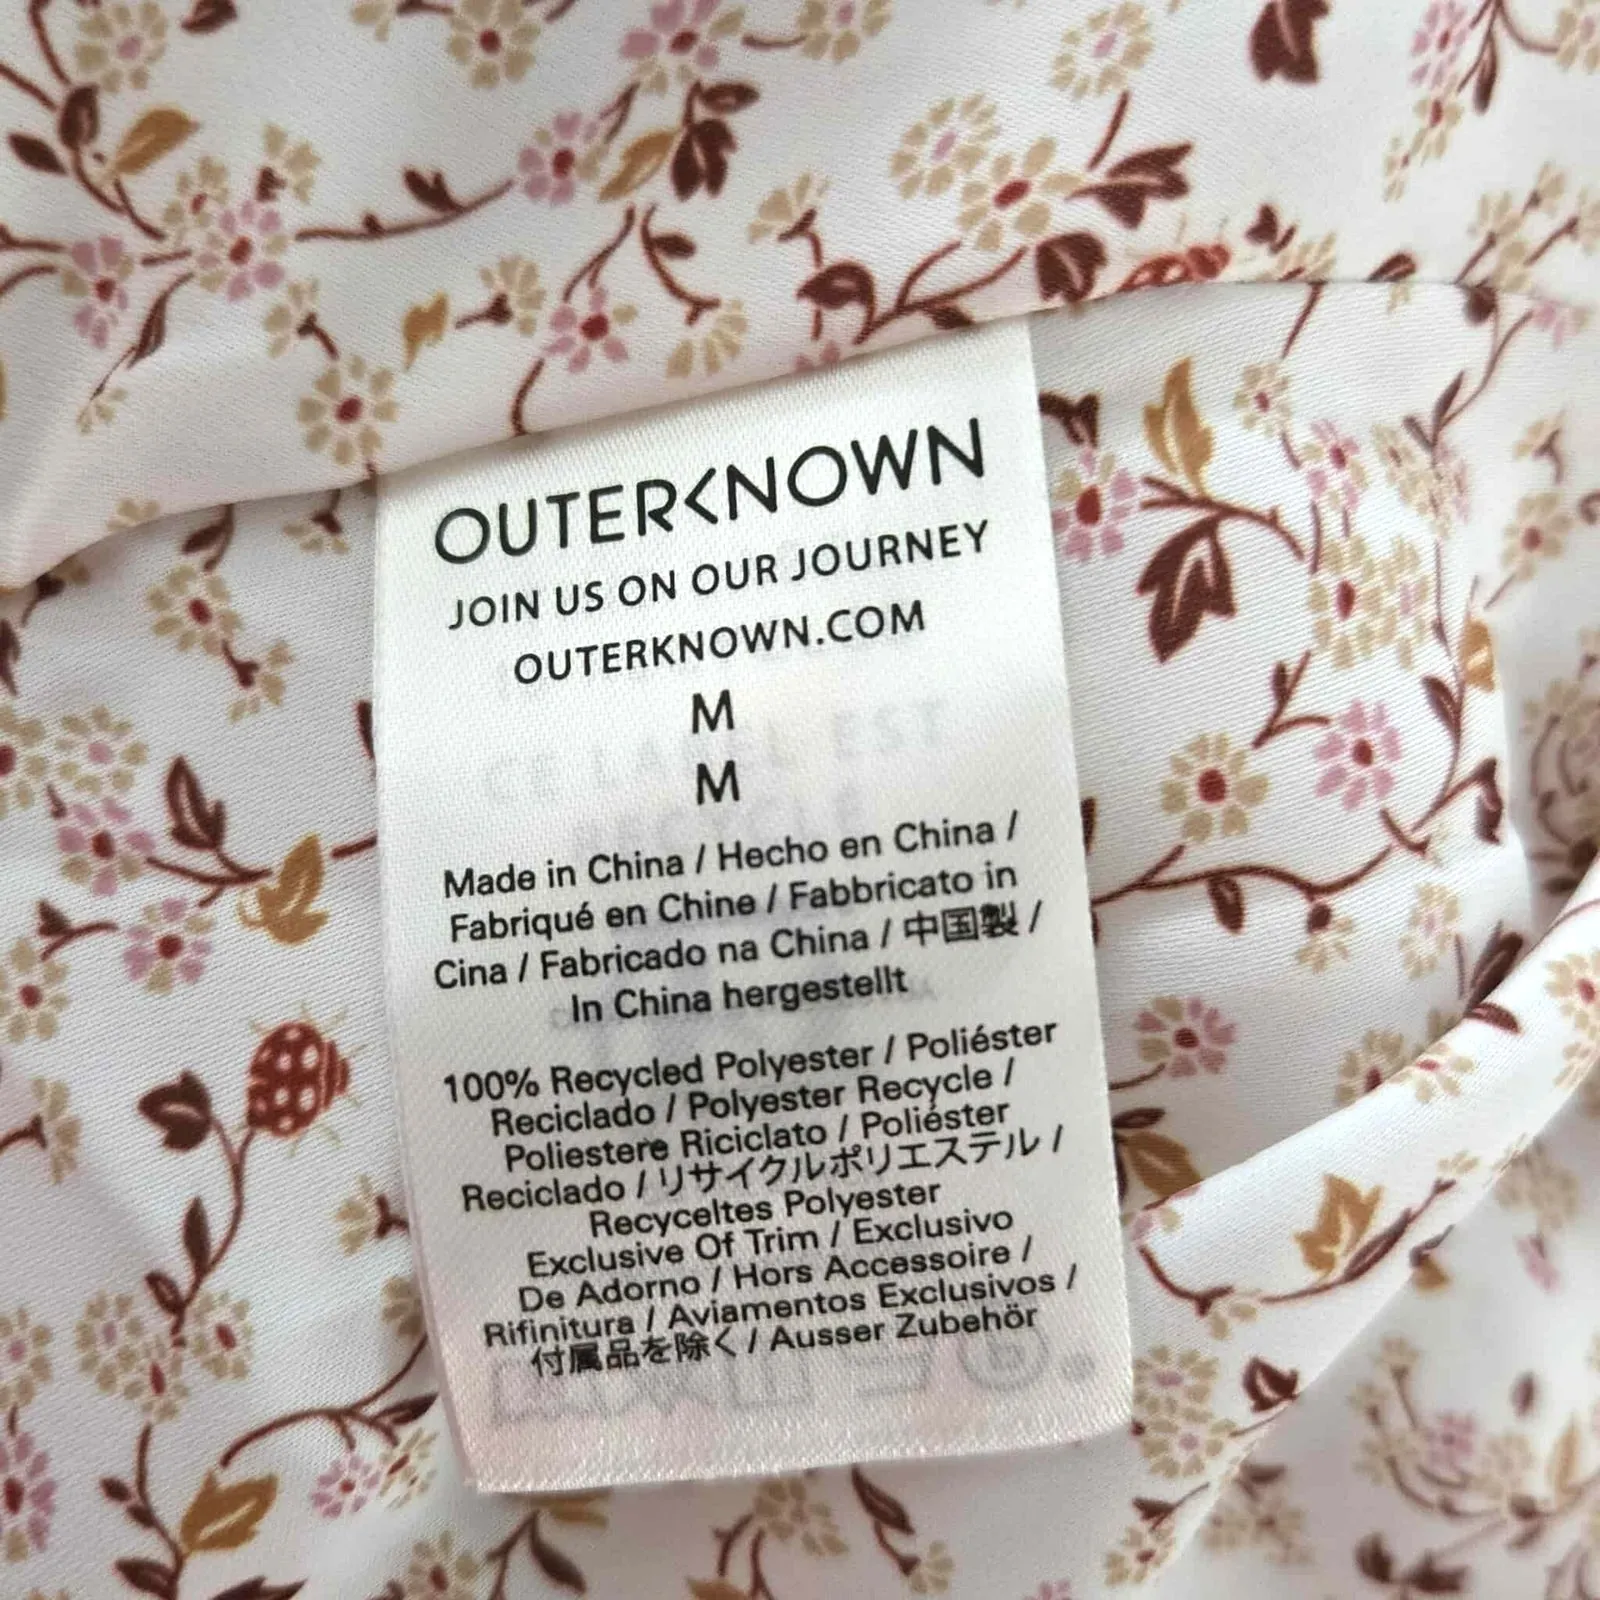 OUTERKNOWN
JOIN US ON OUR JOURNEY
OUTERKNOWN.COM
M
M
Made in China / Hecho en China /
Fabriqué en Chine / Fabbricato in
Cina / Fabricado na China / 中国製 /
In China hergestellt
100% Recycled Polyester / Poliéster
Reciclado / Polyester Recycle /
Poliestere Riciclato / Poliéster
Reciclado / リサイクルポリエステル /
Recyceltes Polyester
Exclusive Of Trim / Exclusivo
De Adorno / Hors Accessoire /
Rifinitura / Aviamentos Exclusivos /
付属品を除く / Ausser Zubehör
CE LABEL EST